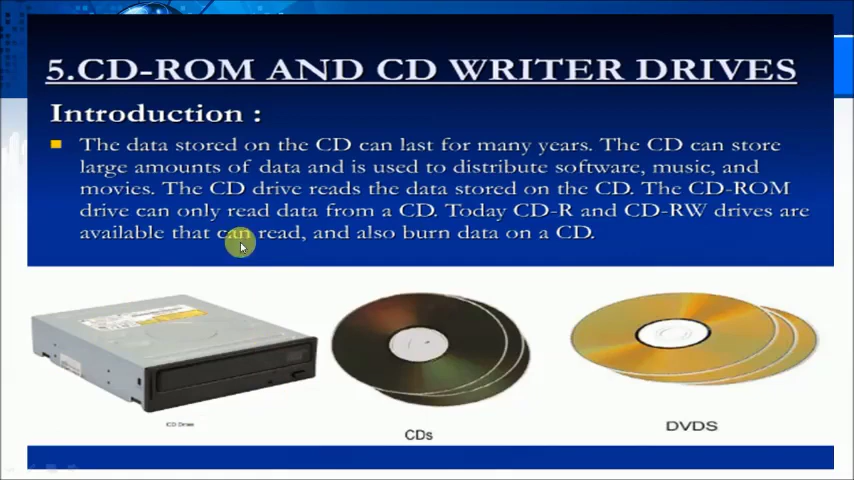 5.CD-ROM AND CD WRITER DRIVES
Introduction :
The data stored on the CD can last for many years. The CD can store
large amounts of data and is used to distribute software, music, and
movies. The CD drive reads the data stored on the CD. The CD-ROM
drive can only read data from a CD. Today CD-R and CD-RW drives are
available that can read, and also burn data on a CD.
CD Drive
CDs
DVDS